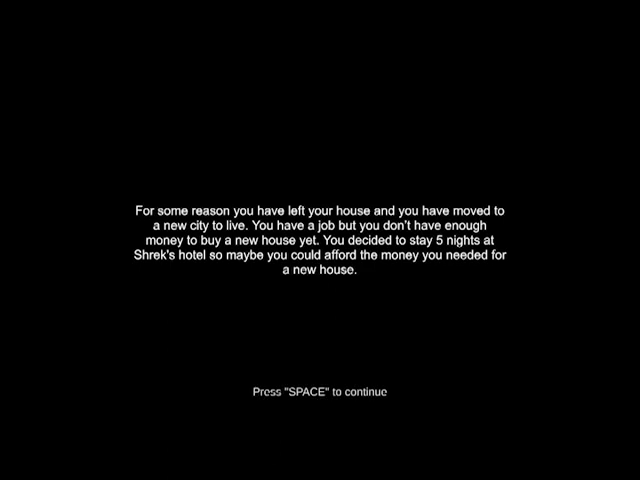 For some reason you have left your house and you have moved to
a new city to live. You have a job but you don't have enough
money to buy a new house yet. You decided to stay 5 nights at
Shrek's hotel so maybe you could afford the money you needed for
a new house.
Press "SPACE" to continue